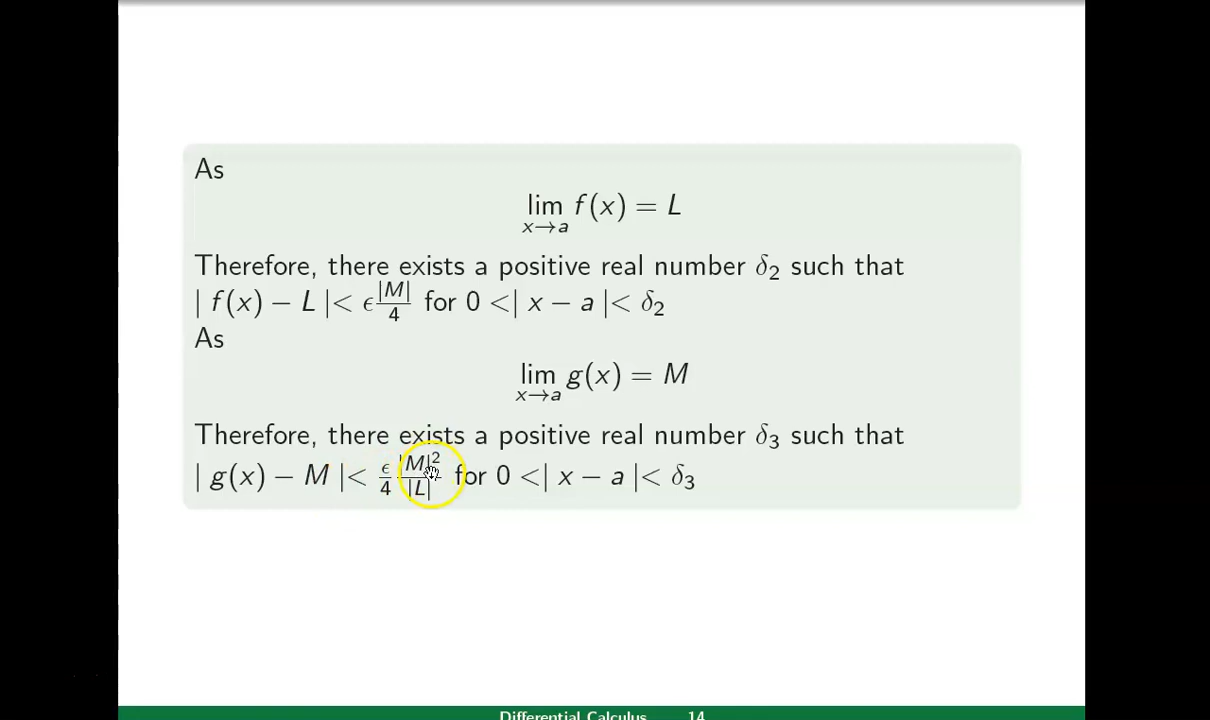 As
lim f(x) = L
x→a
Therefore, there exists a positive real number δ₂ such that
| f(x) − L |< ϵ|M|/4 for 0 <| x − a |< δ₂
As
lim g(x) = M
x→a
Therefore, there exists a positive real number δ₃ such that
| g(x) − M |< ϵ/4 |M|²/|L| for 0 <| x − a |< δ₃
Differential Calculus 14